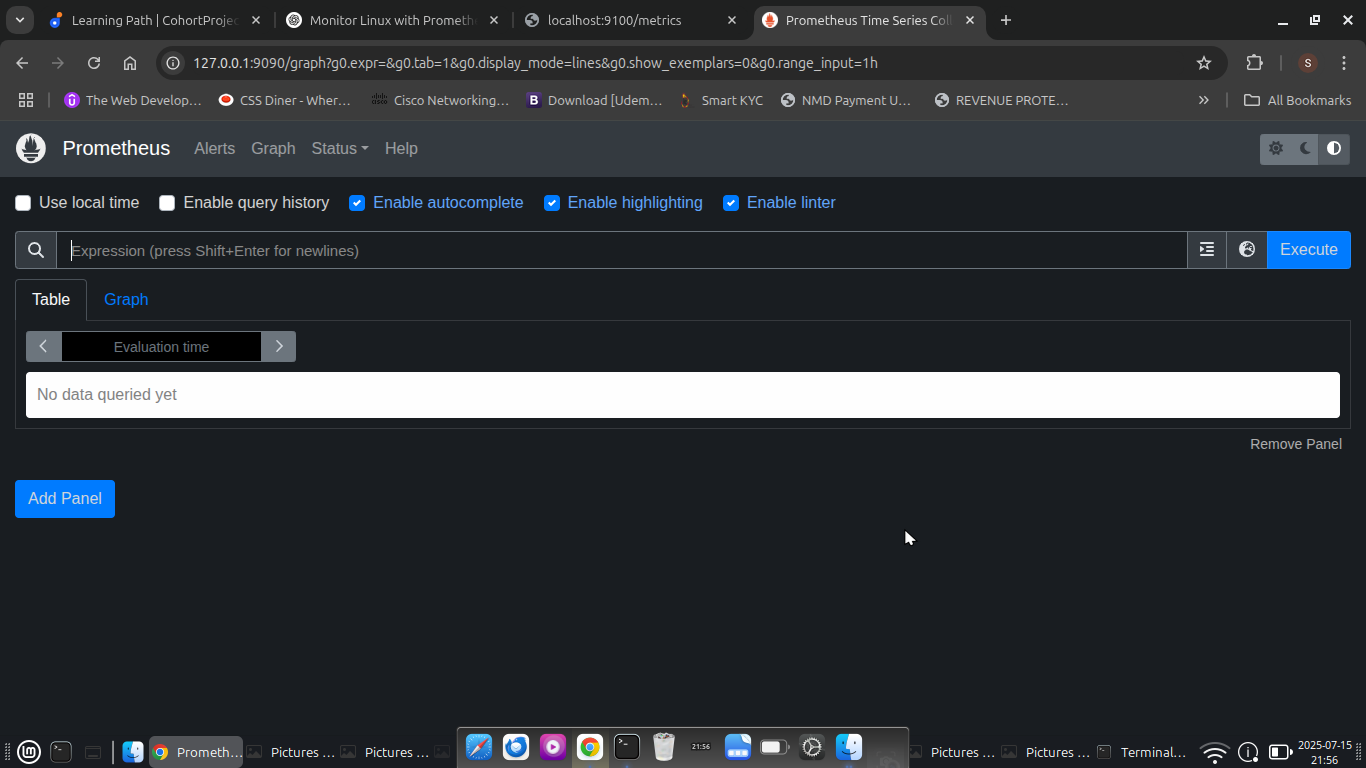 Learning Path | CohortProjec
Monitor Linux with Prometh
localhost:9100/metrics
Prometheus Time Series Coll
127.0.0.1:9090/graph?g0.expr=&g0.tab=1&g0.display_mode=lines&g0.show_exemplars=0&g0.range_input=1h
S
The Web Develop...
CSS Diner - Wher...
Cisco Networking...
Download [Udem...
Smart KYC
NMD Payment U...
REVENUE PROTE...
All Bookmarks
Prometheus
Alerts
Graph
Status
Help
Use local time
Enable query history
Enable autocomplete
Enable highlighting
Enable linter
Expression (press Shift+Enter for newlines)
Execute
Table
Graph
Evaluation time
No data queried yet
Remove Panel
Add Panel
Prometh...
Pictures ...
Pictures ...
21:56
Pictures ...
Pictures ...
Terminal...
2025-07-15
21:56